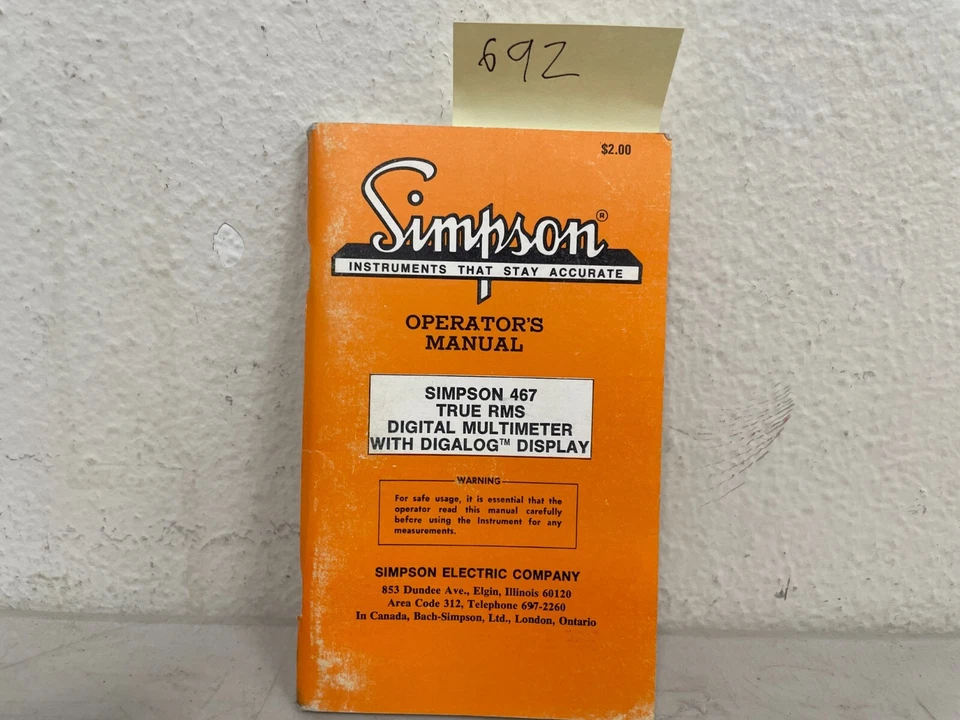 692
$2.00
Simpson®
INSTRUMENTS THAT STAY ACCURATE
OPERATOR'S
MANUAL
SIMPSON 467
TRUE RMS
DIGITAL MULTIMETER
WITH DIGALOG™ DISPLAY
WARNING
For safe usage, it is essential that the
operator read this manual carefully
before using the Instrument for any
measurements.
SIMPSON ELECTRIC COMPANY
853 Dundee Ave., Elgin, Illinois 60120
Area Code 312, Telephone 697-2260
In Canada, Bach-Simpson, Ltd., London, Ontario